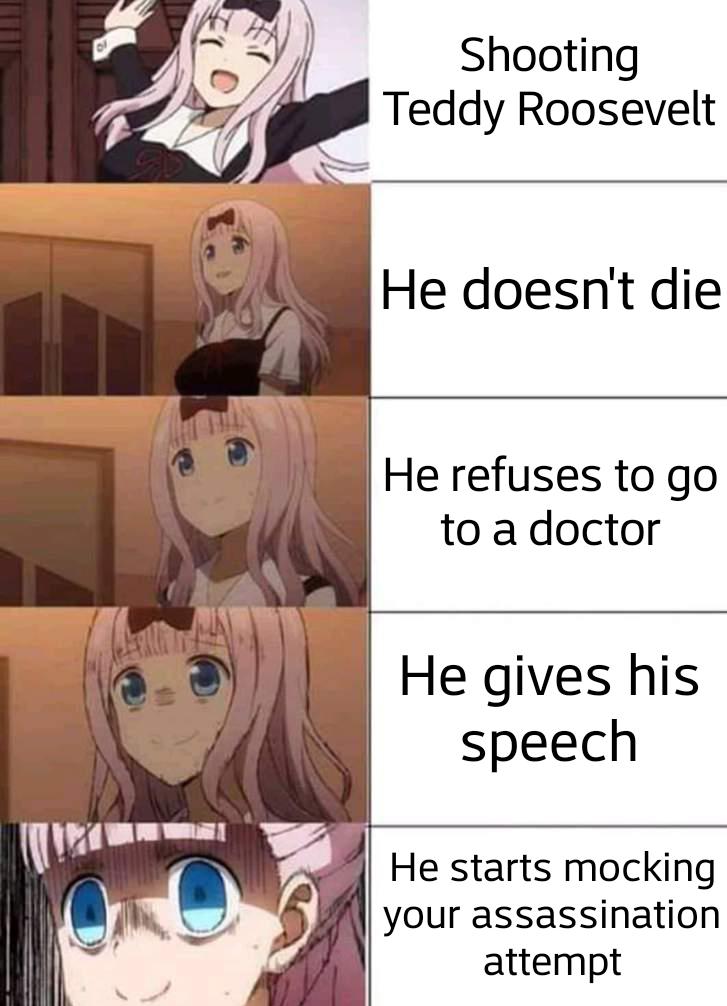 Shooting
Teddy Roosevelt
He doesn't die
He refuses to go
to a doctor
He gives his
speech
He starts mocking
your assassination
attempt